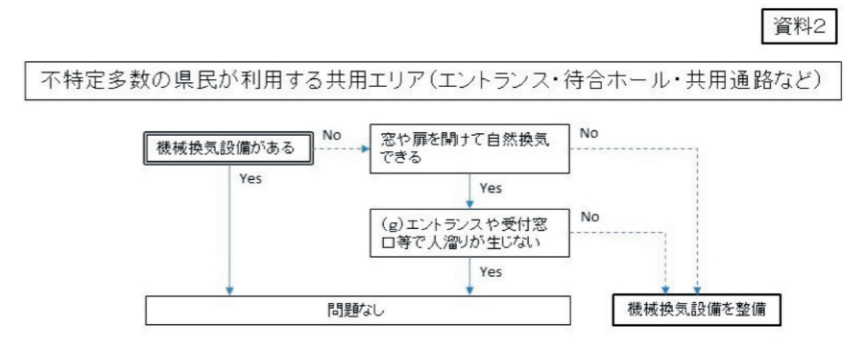 資料2
不特定多数の県民が利用する共用エリア(エントランス・待合ホール・共用通路など)
機械換気設備がある
No
窓や扉を開けて自然換気
できる
No
Yes
Yes
(g)エントランスや受付窓
口等で人溜りが生じない
No
Yes
問題なし
機械換気設備を整備